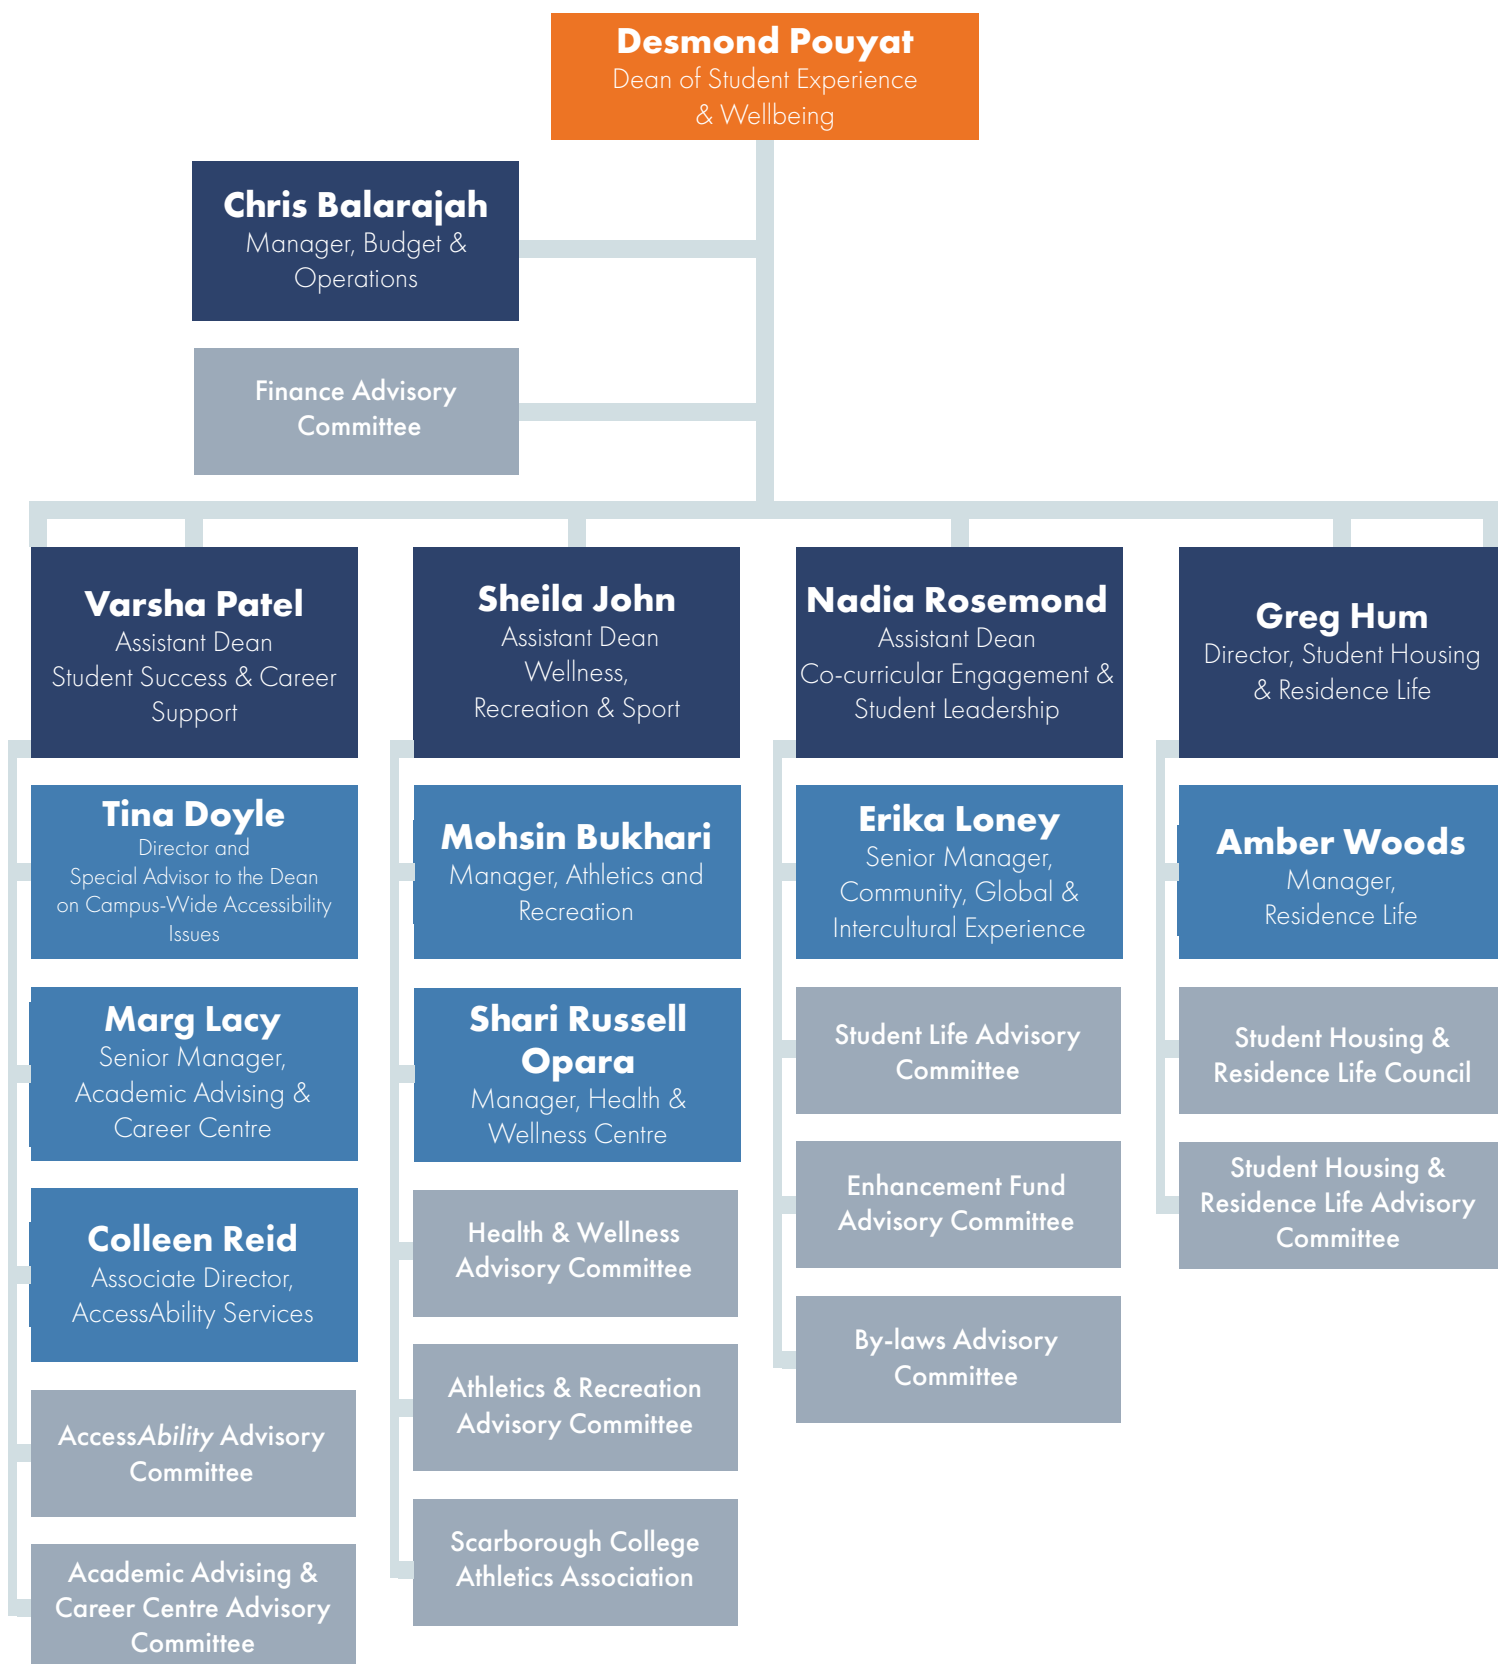 Desmond Pouyat
Dean of Student Experience
& Wellbeing
Chris Balarajah
Manager, Budget &
Operations
Finance Advisory
Committee
Varsha Patel
Assistant Dean
Student Success & Career
Support
Tina Doyle
Director and
Special Advisor to the Dean
on Campus-Wide Accessibility
Issues
Marg Lacy
Senior Manager,
Academic Advising &
Career Centre
Colleen Reid
Associate Director,
AccessAbility Services
AccessAbility Advisory
Committee
Academic Advising &
Career Centre Advisory
Committee
Sheila John
Assistant Dean
Wellness,
Recreation & Sport
Mohsin Bukhari
Manager, Athletics and
Recreation
Shari Russell
Opara
Manager, Health &
Wellness Centre
Health & Wellness
Advisory Committee
Athletics & Recreation
Advisory Committee
Scarborough College
Athletics Association
Nadia Rosemond
Assistant Dean
Co-curricular Engagement &
Student Leadership
Erika Loney
Senior Manager,
Community, Global &
Intercultural Experience
Student Life Advisory
Committee
Enhancement Fund
Advisory Committee
By-laws Advisory
Committee
Greg Hum
Director, Student Housing
& Residence Life
Amber Woods
Manager,
Residence Life
Student Housing &
Residence Life Council
Student Housing &
Residence Life Advisory
Committee